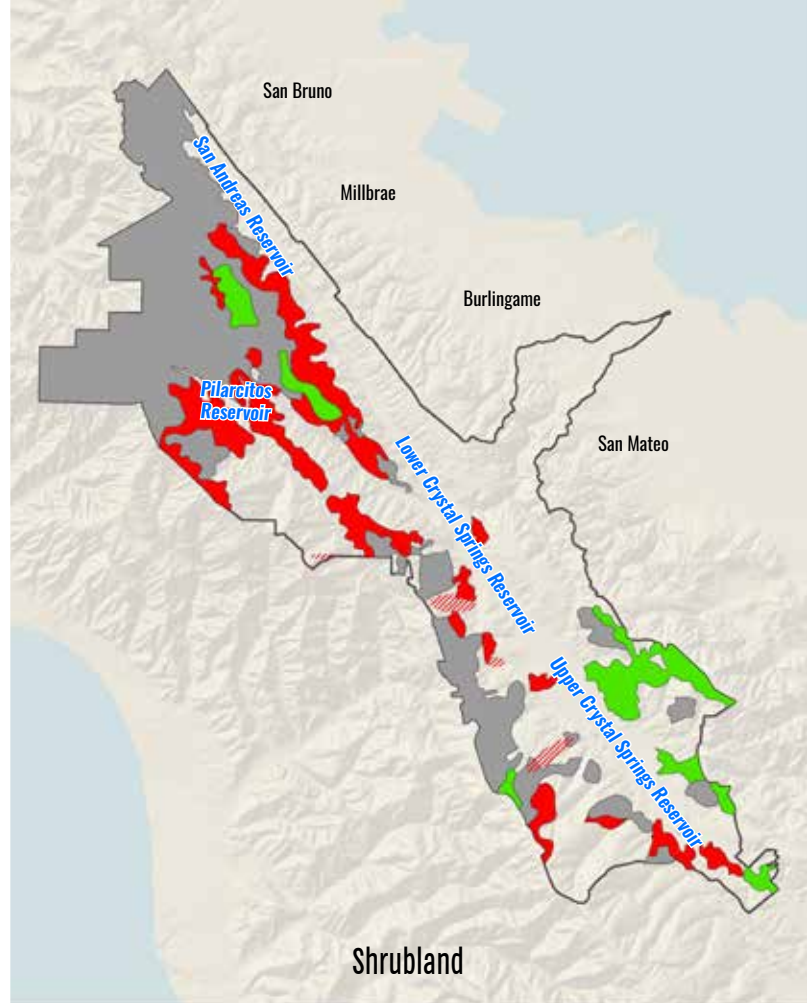 San Bruno
San Andreas Reservoir
Millbrae
Burlingame
Pilarcitos
Reservoir
San Mateo
Lower Crystal Springs Reservoir
Upper Crystal Springs Reservoir
Shrubland